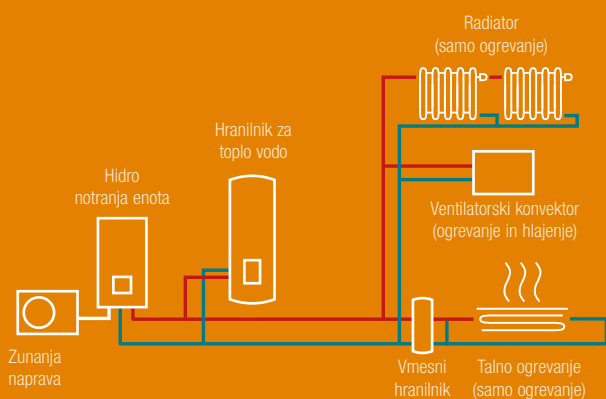 Radiator
(samo ogrevanje)
Hranilnik za
toplo vodo
Hidro
notranja enota
Ventilatorski konvektor
(ogrevanje in hlajenje)
Zunanja
naprava
Vmesni
hranilnik
Talno ogrevanje
(samo ogrevanje)